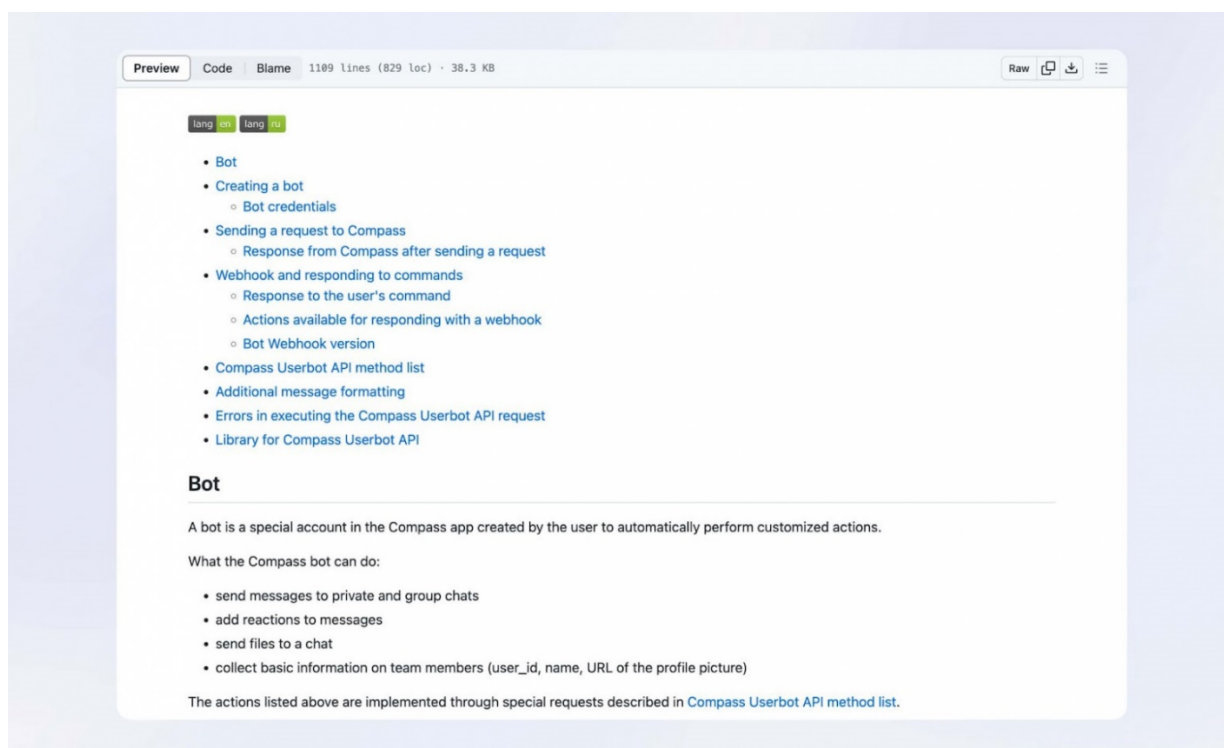 Preview Code Blame 1109 lines (829 loc) · 38.3 KB Raw
lang en lang ru
• Bot
• Creating a bot
◦ Bot credentials
• Sending a request to Compass
◦ Response from Compass after sending a request
• Webhook and responding to commands
◦ Response to the user's command
◦ Actions available for responding with a webhook
◦ Bot Webhook version
• Compass Userbot API method list
• Additional message formatting
• Errors in executing the Compass Userbot API request
• Library for Compass Userbot API
Bot
A bot is a special account in the Compass app created by the user to automatically perform customized actions.
What the Compass bot can do:
• send messages to private and group chats
• add reactions to messages
• send files to a chat
• collect basic information on team members (user_id, name, URL of the profile picture)
The actions listed above are implemented through special requests described in Compass Userbot API method list.